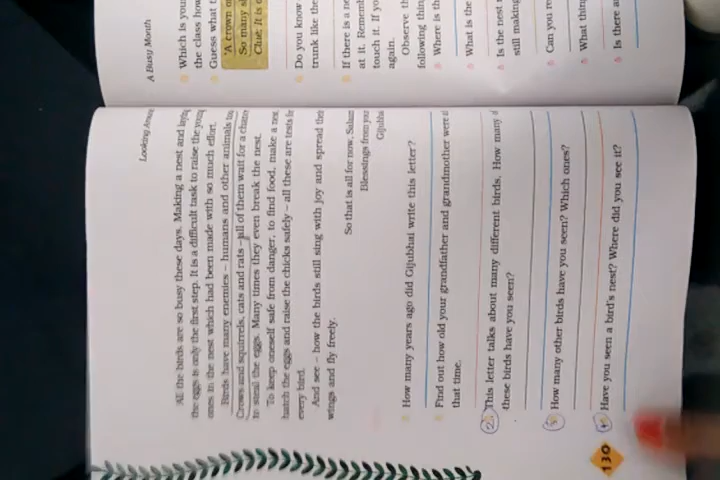 Looking Around
All the birds are so busy these days. Making a nest and laying
the eggs is only the first step. It is a difficult task to raise the young
ones in the nest which had been made with so much effort.
Birds have many enemies – humans and other animals too.
Crows and squirrels, cats and rats – all of them wait for a chance
to steal the eggs. Many times they even break the nest.
To keep oneself safe from danger, to find food, make a nest
hatch the eggs and raise the chicks safely – all these are tests for
every bird.
And see – how the birds still sing with joy and spread their
wings and fly freely.
So that is all for now, Salaam
Blessings from your
Gijubhai
How many years ago did Gijubhai write this letter?
Find out how old your grandfather and grandmother were at
that time.
2 This letter talks about many different birds. How many of
these birds have you seen?
How many other birds have you seen? Which ones?
Have you seen a bird's nest? Where did you see it?
130
A Busy Month
Which is your
the class how
Guess what
'A crown on
So many
Clue: It is
Do you know
trunk like the
If there is a ne
at it. Rememb
touch it. If yo
again.
Observe th
following thing
Where is the
What is the
Is the nest
still making
Can you re
What thing
Is there an